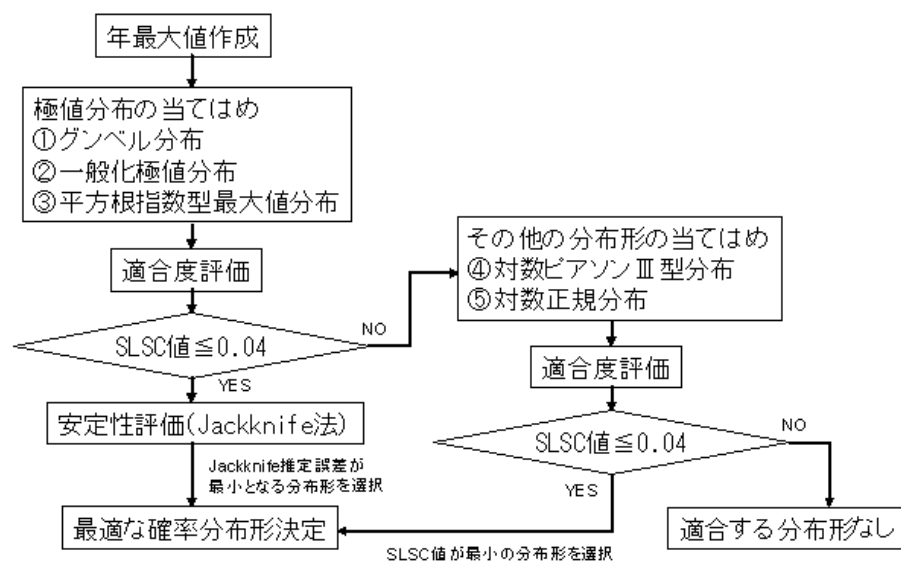 年最大値作成
極値分布の当てはめ
①グンベル分布
②一般化極値分布
③平方根指数型最大値分布
適合度評価
SLSC値≦0.04
NO
YES
安定性評価(Jackknife法)
Jackknife推定誤差が
最小となる分布形を選択
最適な確率分布形決定
その他の分布形の当てはめ
④対数ピアソンⅢ型分布
⑤対数正規分布
適合度評価
SLSC値≦0.04
NO
YES
SLSC値が最小の分布形を選択
適合する分布形なし